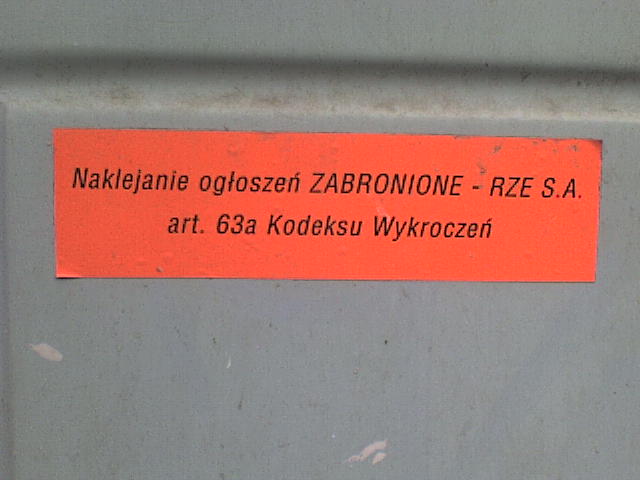 Naklejanie ogłoszeń ZABRONIONE - RZE S.A.
art. 63a Kodeksu Wykroczeń